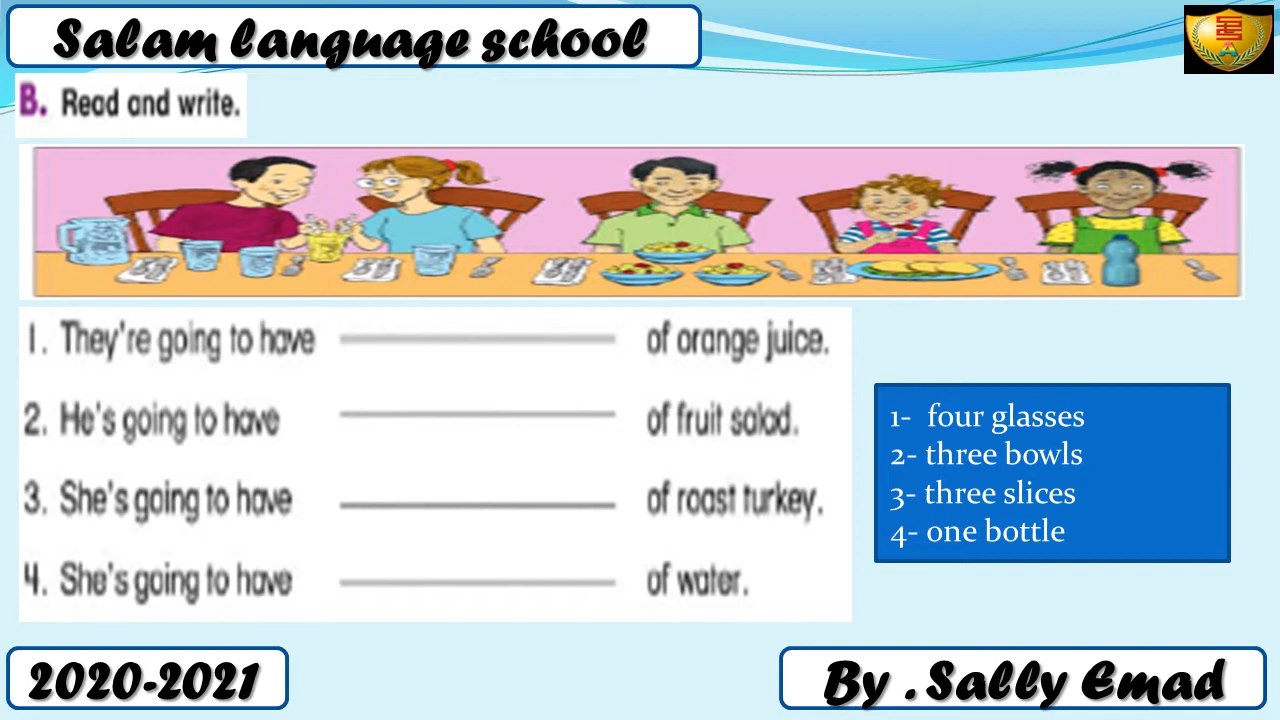 Salam language school
B. Read and write.
1. They're going to have of orange juice.
2. He's going to have of fruit salad.
3. She's going to have of roast turkey.
4. She's going to have of water.
1- four glasses
2- three bowls
3- three slices
4- one bottle
2020-2021
By . Sally Emad